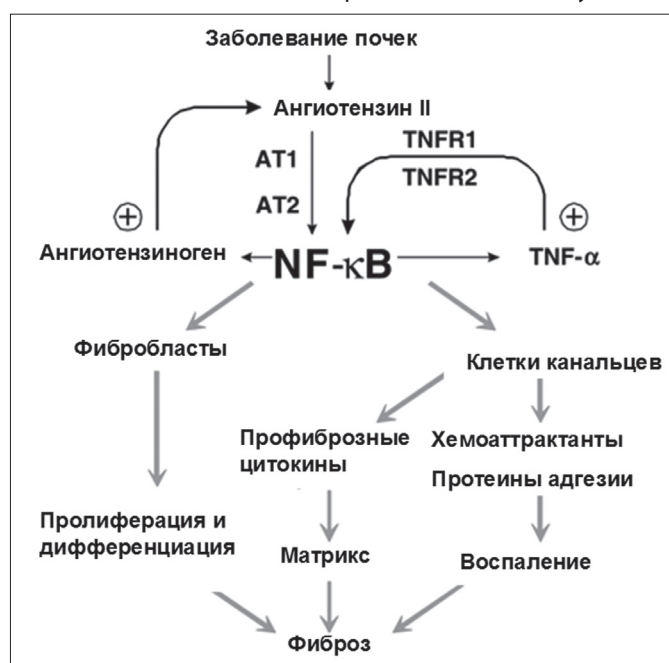 Заболевание почек
Ангиотензин II
AT1
TNFR1
TNFR2
AT2
Ангиотензиноген
NF-κB
TNF-α
Фибробласты
Клетки канальцев
Профиброзные
цитокины
Хемоаттрактанты
Протеины адгезии
Пролиферация и
дифференциация
Матрикс
Воспаление
Фиброз